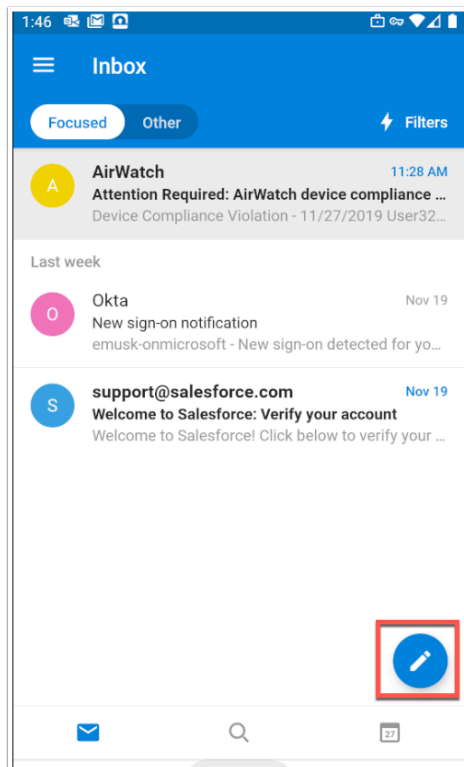 1:46
Inbox
Focused Other Filters
A AirWatch 11:28 AM
Attention Required: AirWatch device compliance ...
Device Compliance Violation - 11/27/2019 User32...
Last week
O Okta Nov 19
New sign-on notification
emusk-onmicrosoft - New sign-on detected for yo...
S support@salesforce.com Nov 19
Welcome to Salesforce: Verify your account
Welcome to Salesforce! Click below to verify your ...
27